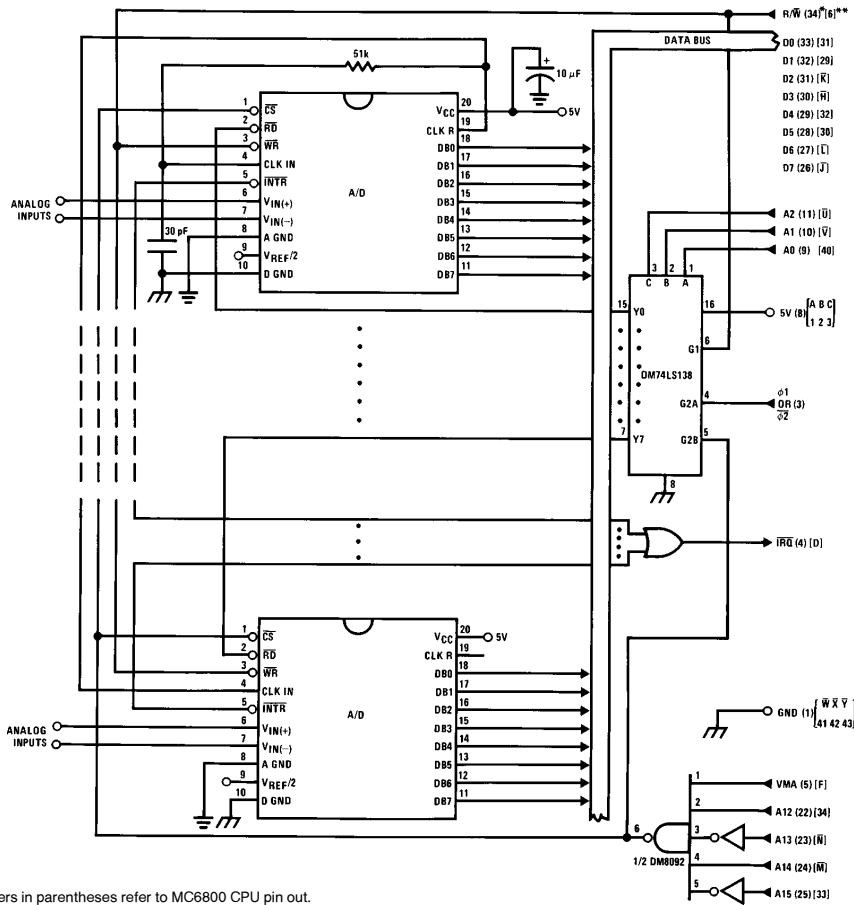 R/W̅ (34)*[6]**
DATA BUS
D0 (33) [31]
D1 (32) [29]
D2 (31) [K̅]
D3 (30) [H̅]
D4 (29) [32]
D5 (28) [30]
D6 (27) [L̅]
D7 (26) [J̅]
51k
+
10 μF
5V
1 C̅S̅
2 R̅D̅
3 W̅R̅
4 CLK IN
5 I̅N̅T̅R̅
6 VIN(+)
7 VIN(−)
8 A GND
9 VREF/2
10 D GND
A/D
VCC 20
CLK R 19
DB0 18
DB1 17
DB2 16
DB3 15
DB4 14
DB5 13
DB6 12
DB7 11
ANALOG
INPUTS
30 pF
A2 (11) [U̅]
A1 (10) [V̅]
A0 (9) [40]
3 2 1
C B A
15 Y0
16
5V (8) [A B C
1 2 3]
6
G1
DM74LS138
4
G2A
ϕ1
OR (3)
ϕ̅2̅
5
G2B
7 Y7
8
I̅R̅Q̅ (4) [D]
1 C̅S̅
2 R̅D̅
3 W̅R̅
4 CLK IN
5 I̅N̅T̅R̅
6 VIN(+)
7 VIN(−)
8 A GND
9 VREF/2
10 D GND
A/D
VCC 20
5V
CLK R 19
DB0 18
DB1 17
DB2 16
DB3 15
DB4 14
DB5 13
DB6 12
DB7 11
ANALOG
INPUTS
GND (1) [W̅ X̅ Y̅
41 42 43]
1 VMA (5) [F]
2 A12 (22) [34]
3 A13 (23) [N̅]
4 A14 (24) [M̅]
5 A15 (25) [33]
6
1/2 DM8092
ers in parentheses refer to MC6800 CPU pin out.